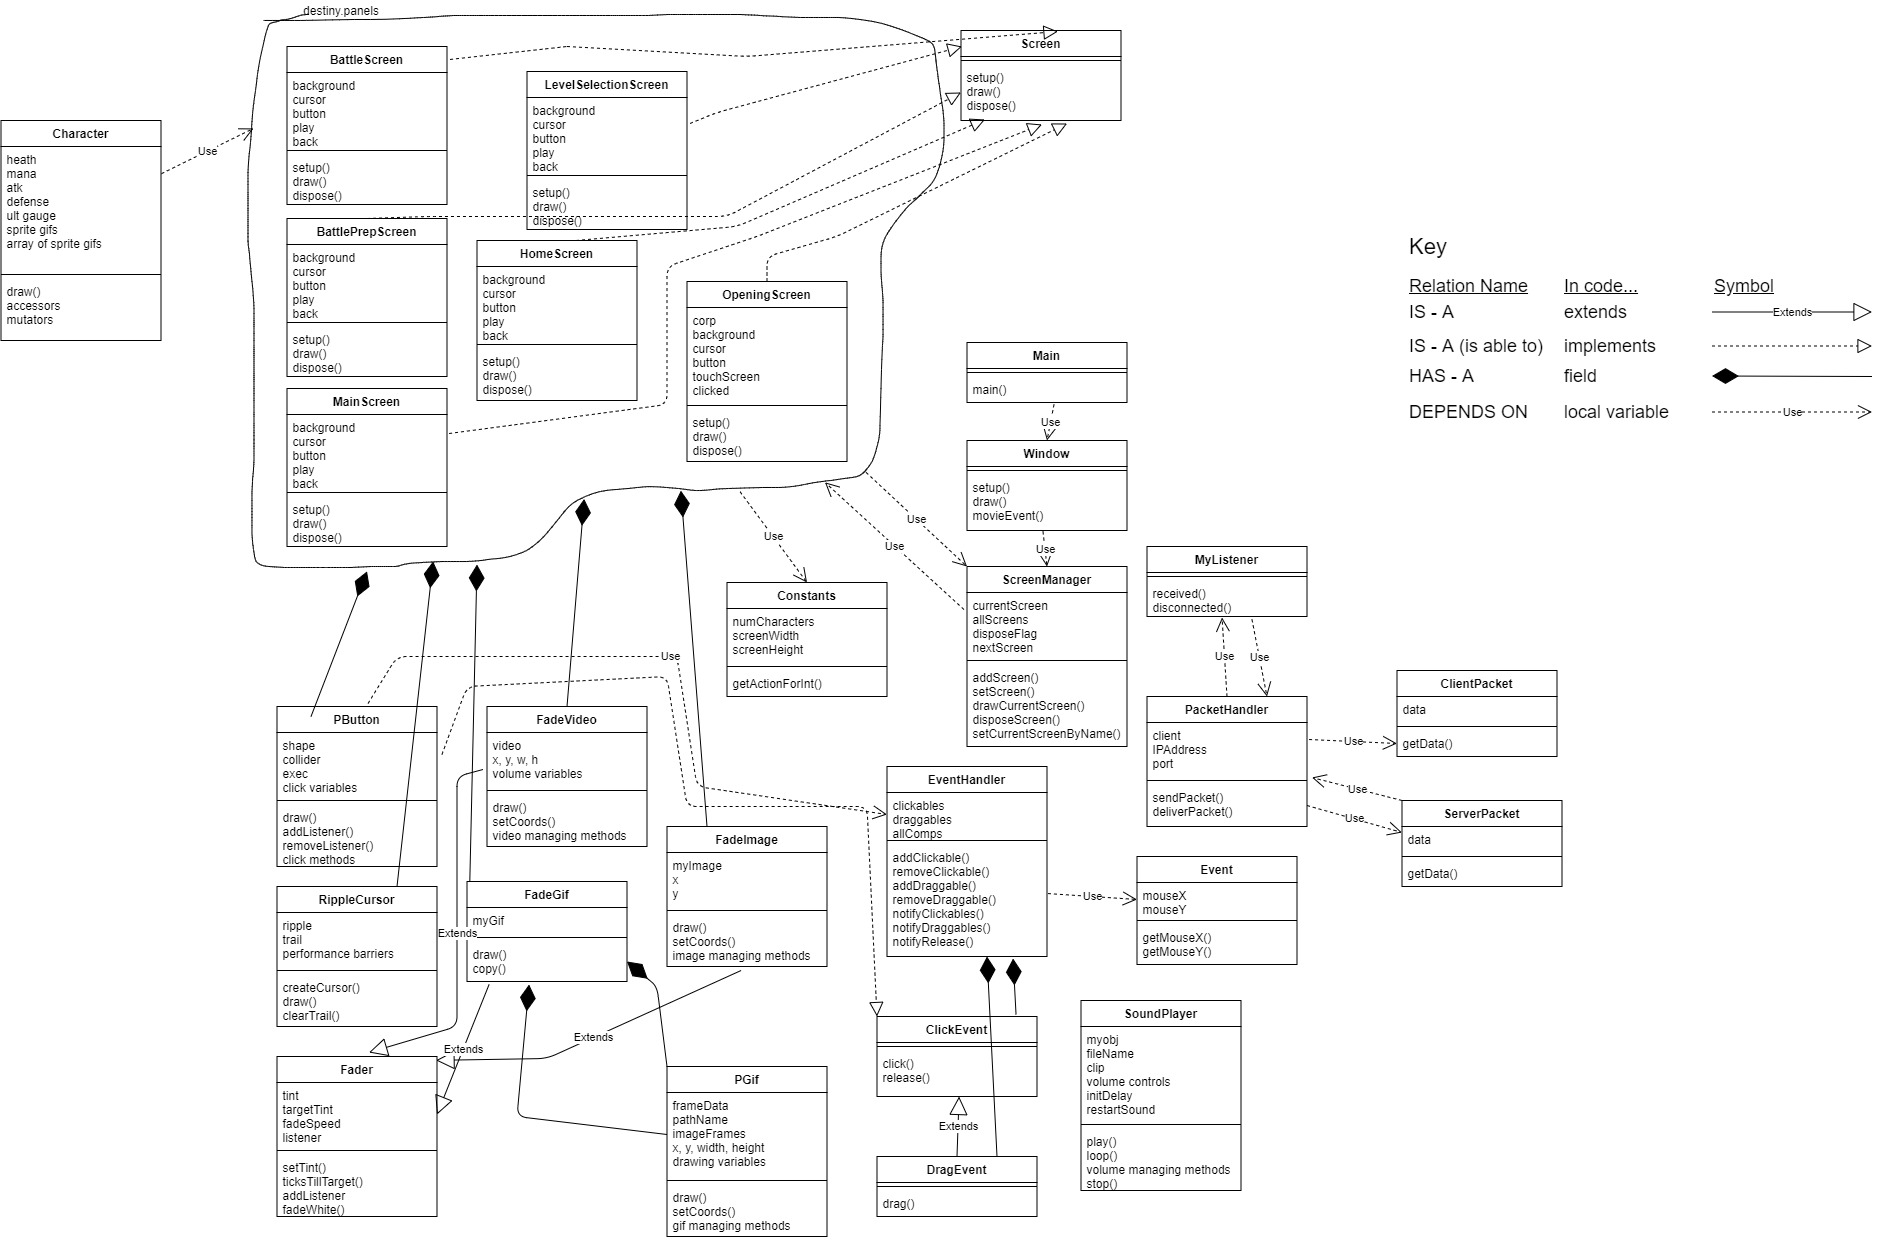 destiny.panels
BattleScreen
background
cursor
button
play
back
setup()
draw()
dispose()
LevelSelectionScreen
background
cursor
button
play
back
setup()
draw()
dispose()
Screen
setup()
draw()
dispose()
Character
heath
mana
atk
defense
ult gauge
sprite gifs
array of sprite gifs
draw()
accessors
mutators
Use
BattlePrepScreen
background
cursor
button
play
back
setup()
draw()
dispose()
HomeScreen
background
cursor
button
play
back
setup()
draw()
dispose()
OpeningScreen
corp
background
cursor
button
touchScreen
clicked
setup()
draw()
dispose()
MainScreen
background
cursor
button
play
back
setup()
draw()
dispose()
Key
Relation Name In code... Symbol
IS - A extends Extends
IS - A (is able to) implements
HAS - A field
DEPENDS ON local variable Use
Main
main()
Use
Window
setup()
draw()
movieEvent()
Use
Use
Use
Use
ScreenManager
currentScreen
allScreens
disposeFlag
nextScreen
addScreen()
setScreen()
drawCurrentScreen()
disposeScreen()
setCurrentScreenByName()
Constants
numCharacters
screenWidth
screenHeight
getActionForInt()
MyListener
received()
disconnected()
Use
Use
PacketHandler
client
IPAddress
port
sendPacket()
deliverPacket()
Use
ClientPacket
data
getData()
Use
Use
ServerPacket
data
getData()
Use
PButton
shape
collider
exec
click variables
draw()
addListener()
removeListener()
click methods
FadeVideo
video
x, y, w, h
volume variables
draw()
setCoords()
video managing methods
FadeImage
myImage
x
y
draw()
setCoords()
image managing methods
EventHandler
clickables
draggables
allComps
addClickable()
removeClickable()
addDraggable()
removeDraggable()
notifyClickables()
notifyDraggables()
notifyRelease()
Use
Event
mouseX
mouseY
getMouseX()
getMouseY()
RippleCursor
ripple
trail
performance barriers
createCursor()
draw()
clearTrail()
Extends
FadeGif
myGif
draw()
copy()
Extends
Extends
Fader
tint
targetTint
fadeSpeed
listener
setTint()
ticksTillTarget()
addListener
fadeWhite()
PGif
frameData
pathName
imageFrames
x, y, width, height
drawing variables
draw()
setCoords()
gif managing methods
ClickEvent
click()
release()
Extends
DragEvent
drag()
SoundPlayer
myobj
fileName
clip
volume controls
initDelay
restartSound
play()
loop()
volume managing methods
stop()